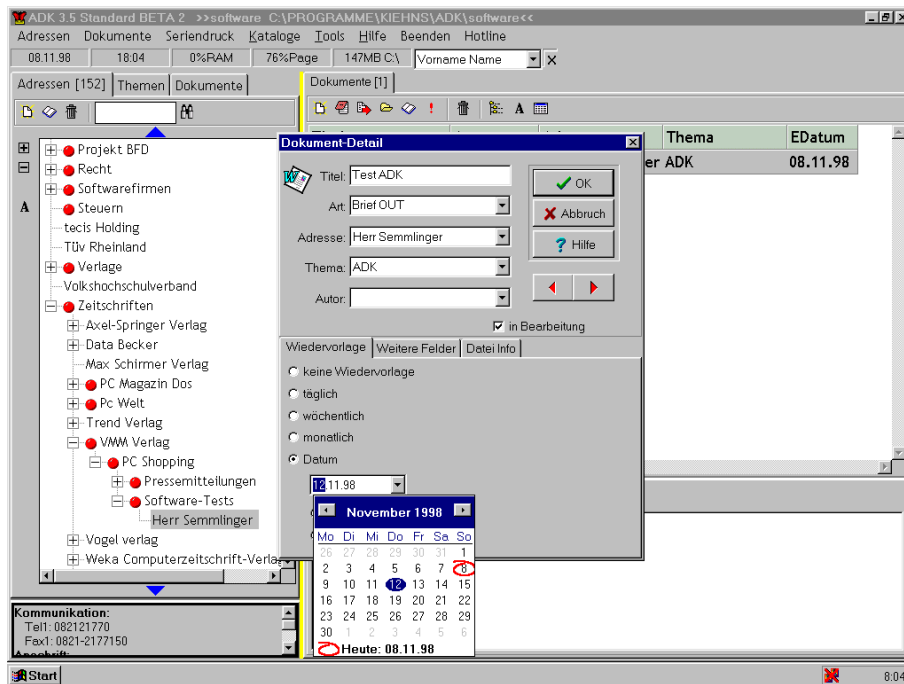 ADK 3.5 Standard BETA 2 >>software C:\PROGRAMME\KIEHNS\ADK\software<<
Adressen Dokumente Seriendruck Kataloge Tools Hilfe Beenden Hotline
08.11.98 18:04 0%RAM 76%Page 147MB C:\ Vorname Name
Adressen [152] Themen Dokumente
Dokumente [1]
A
Thema EDatum
er ADK 08.11.98
A
Projekt BFD
Recht
Softwarefirmen
Steuern
tecis Holding
Tüv Rheinland
Verlage
Volkshochschulverband
Zeitschriften
Axel-Springer Verlag
Data Becker
Max Schirmer Verlag
PC Magazin Dos
Pc Welt
Trend Verlag
VMM Verlag
PC Shopping
Pressemitteilungen
Software-Tests
Herr Semmlinger
Vogel verlag
Weka Computerzeitschrift-Verla
Kommunikation:
Tel1: 082121770
Fax1: 0821-2177150
Dokument-Detail
Titel: Test ADK
Art: Brief OUT
Adresse: Herr Semmlinger
Thema: ADK
Autor:
OK
Abbruch
Hilfe
in Bearbeitung
Wiedervorlage Weitere Felder Datei Info
keine Wiedervorlage
täglich
wöchentlich
monatlich
Datum
12.11.98
November 1998
Mo Di Mi Do Fr Sa So
26 27 28 29 30 31 1
2 3 4 5 6 7 8
9 10 11 12 13 14 15
16 17 18 19 20 21 22
23 24 25 26 27 28 29
30 1 2 3 4 5 6
Heute: 08.11.98
Start
8:04